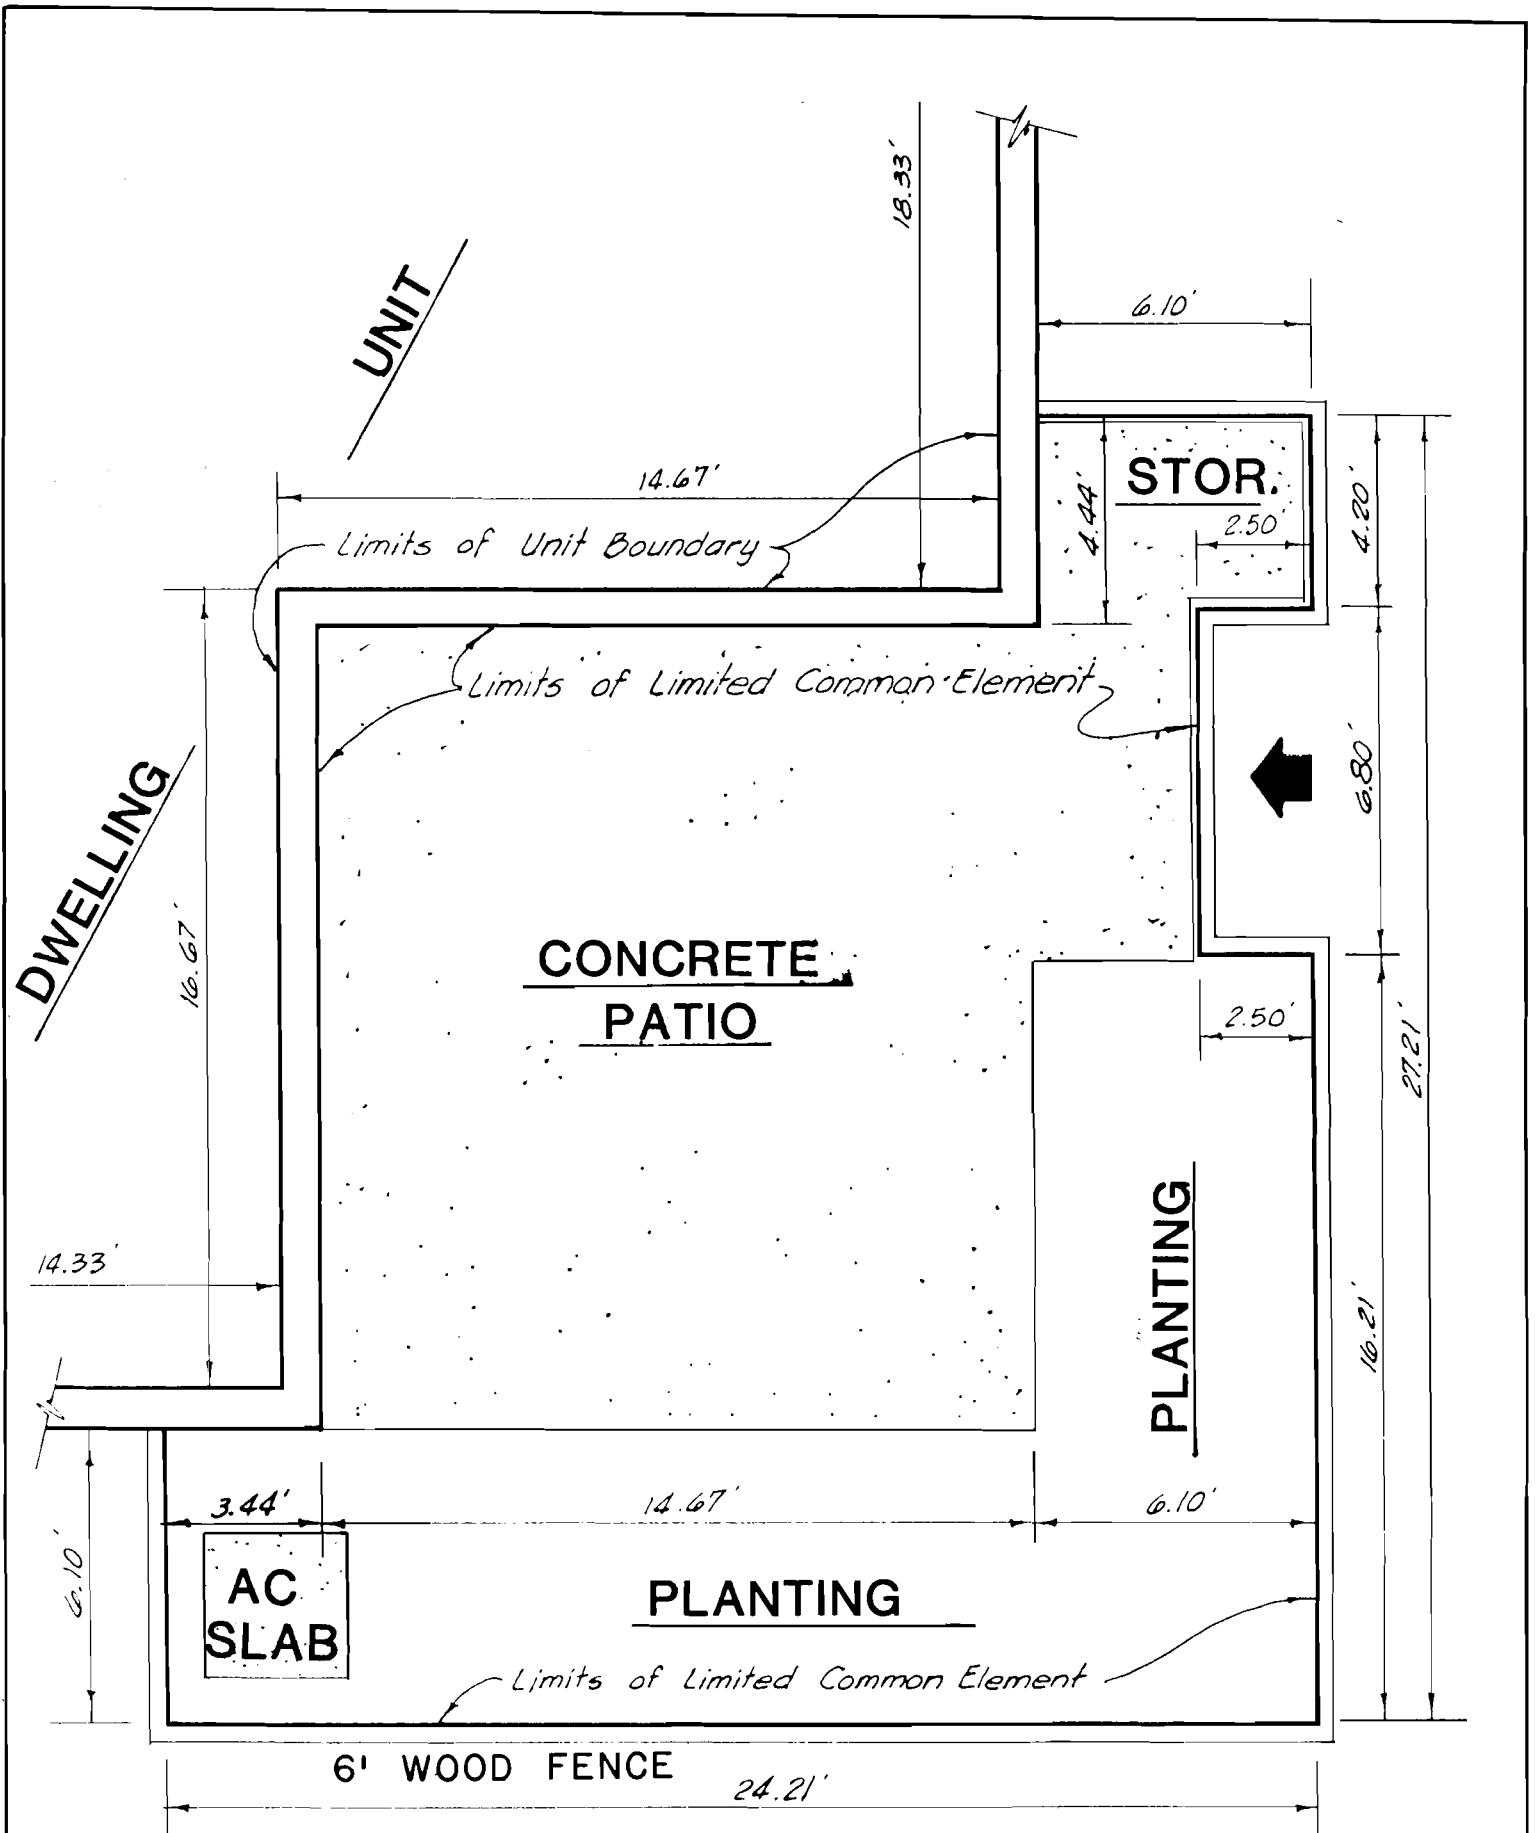 18.33'
UNIT
6.10'
14.67'
STOR.
4.44'
2.50'
4.20'
Limits of Unit Boundary
Limits of Limited Common Element
6.80'
DWELLING
16.67'
CONCRETE
PATIO
2.50'
27.21'
14.33'
PLANTING
16.21'
3.44'
14.67'
6.10'
6.10'
AC
SLAB
PLANTING
Limits of Limited Common Element
6' WOOD FENCE
24.21'